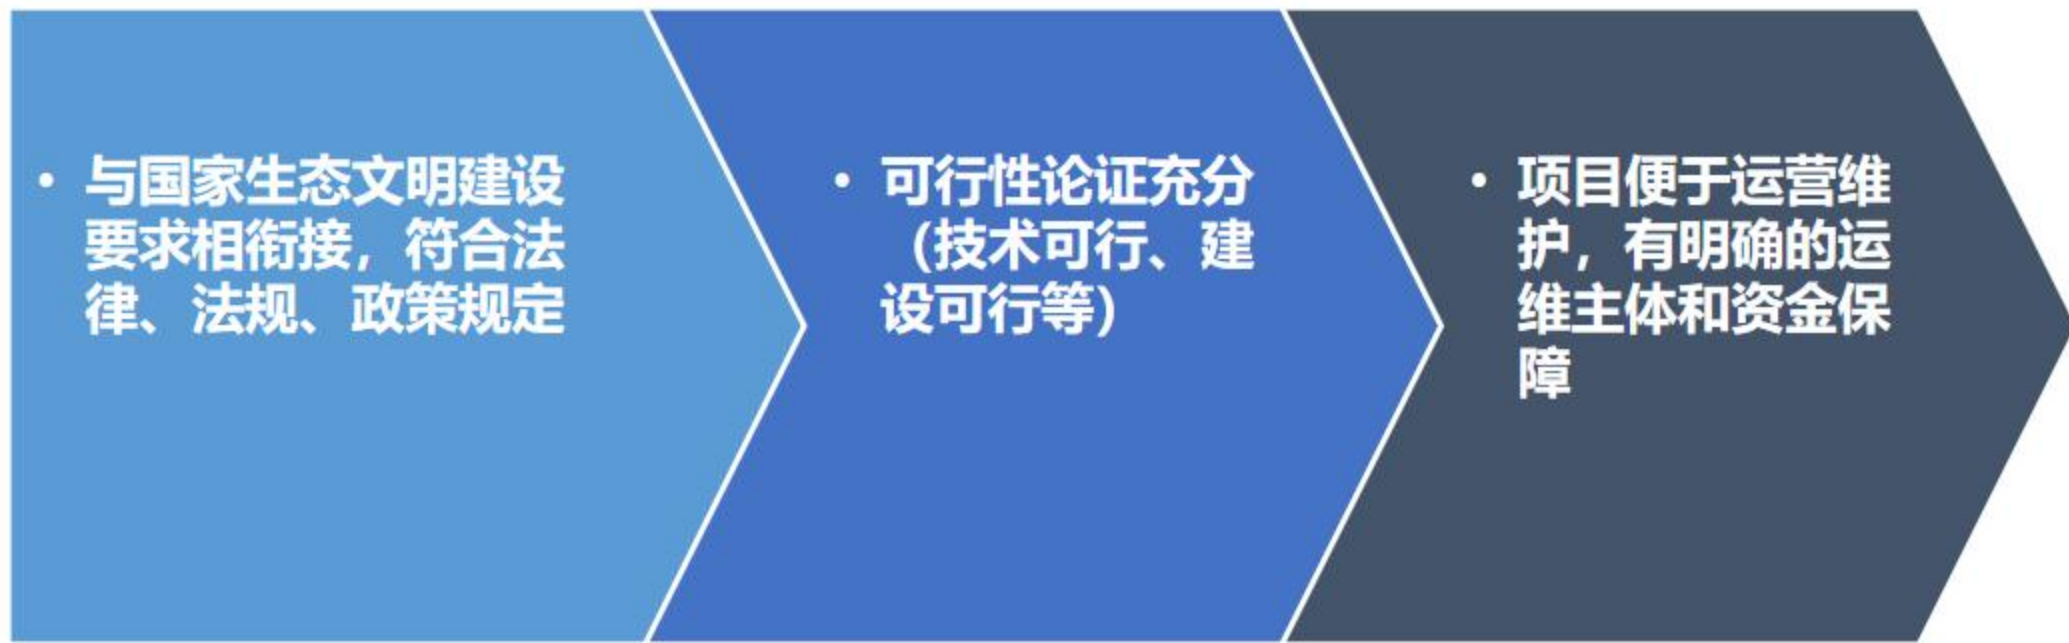 • 与国家生态文明建设
要求相衔接，符合法
律、法规、政策规定
• 可行性论证充分
（技术可行、建
设可行等）
• 项目便于运营维
护，有明确的运
维主体和资金保
障